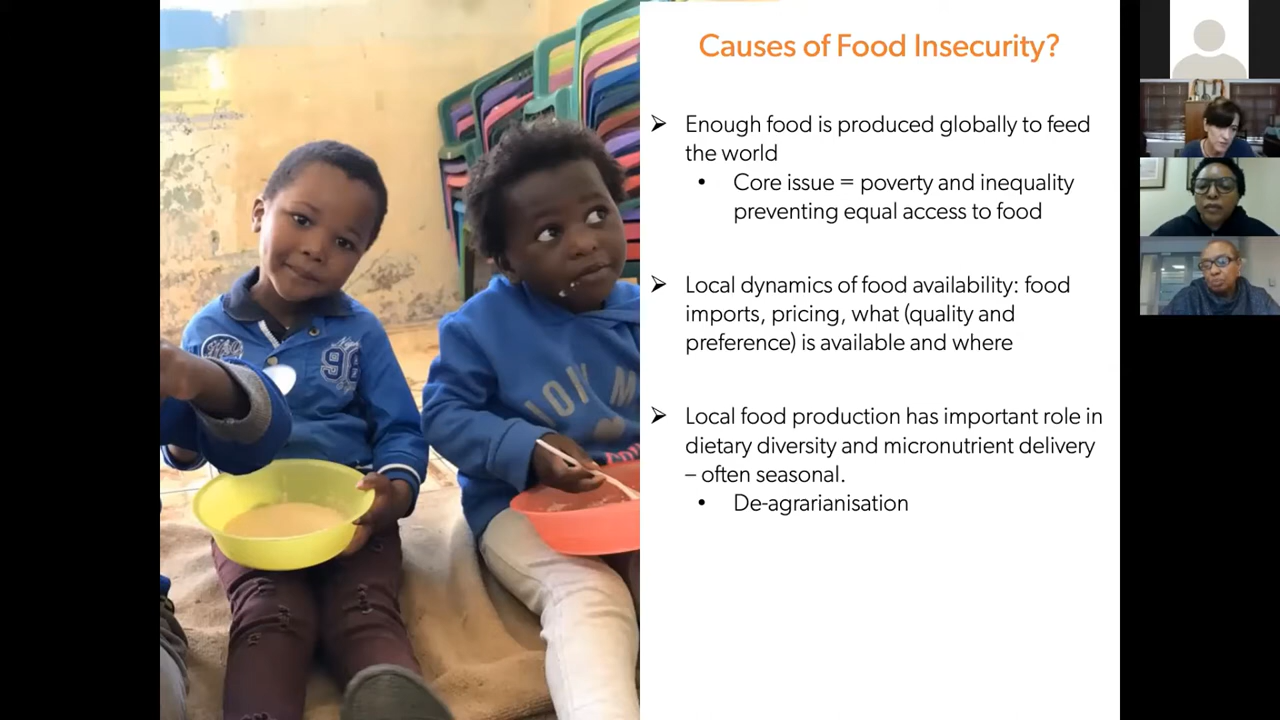 Causes of Food Insecurity?
➢ Enough food is produced globally to feed
the world
• Core issue = poverty and inequality
preventing equal access to food
➢ Local dynamics of food availability: food
imports, pricing, what (quality and
preference) is available and where
➢ Local food production has important role in
dietary diversity and micronutrient delivery
– often seasonal.
• De-agrarianisation
98